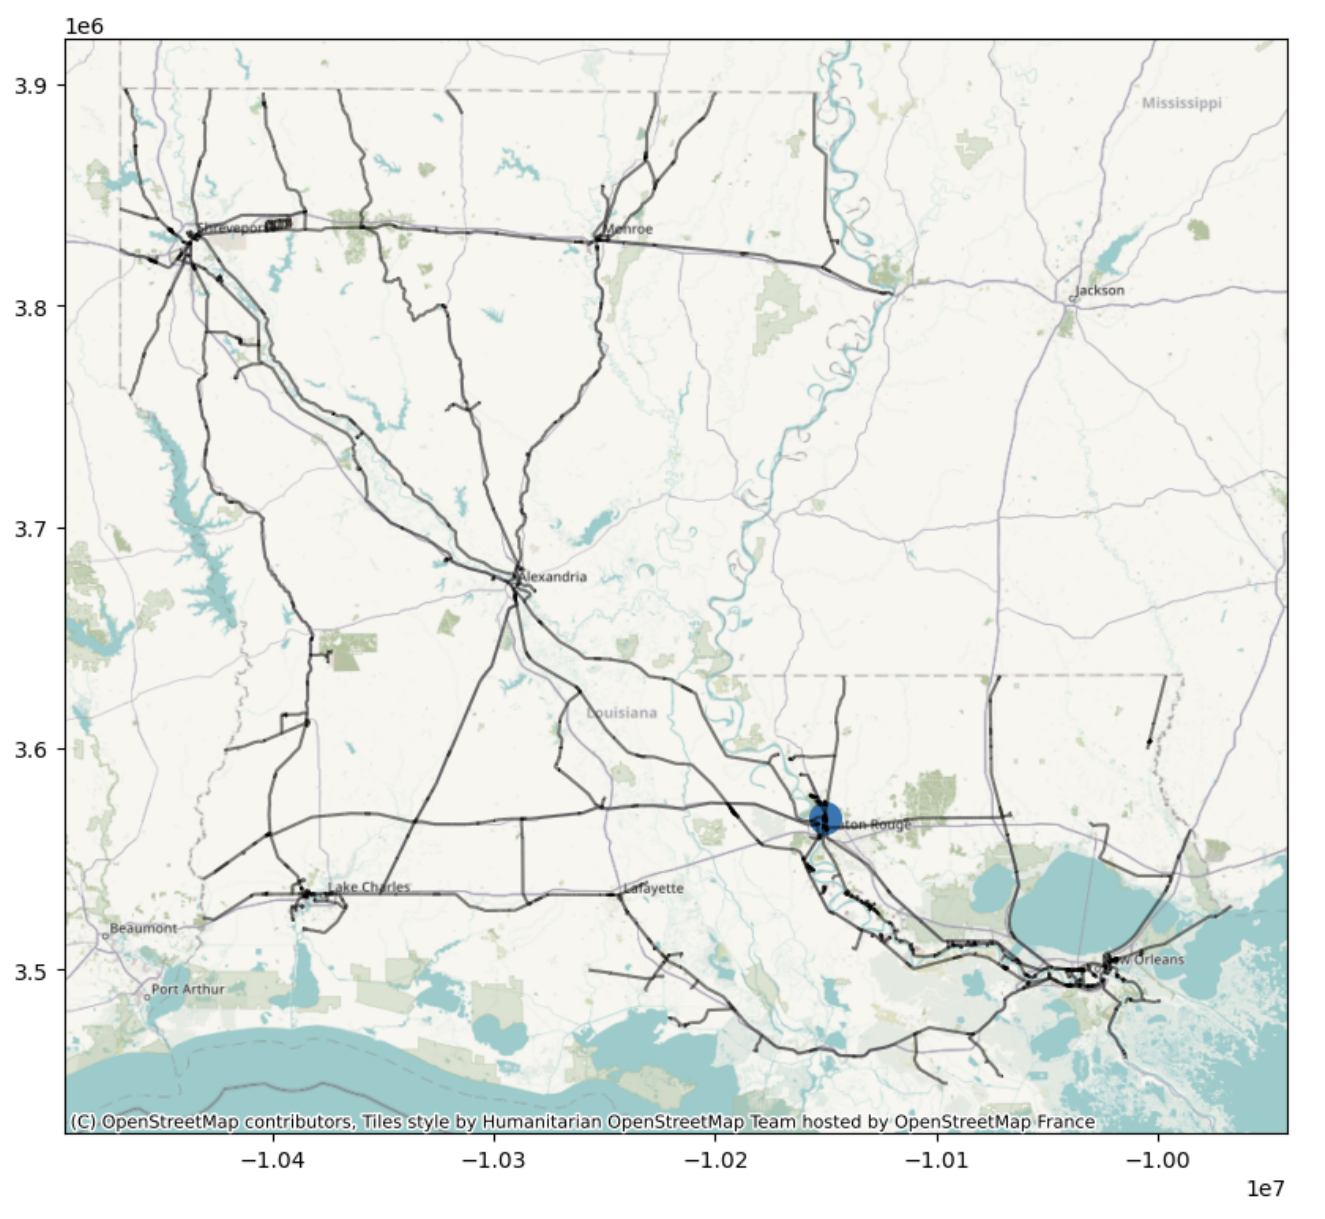 1e6
3.9
Mississippi
Shreveport
Monroe
3.8
Jackson
3.7
Alexandria
Louisiana
3.6
ton Rouge
Lake Charles
Lafayette
Beaumont
w Orleans
3.5
Port Arthur
(C) OpenStreetMap contributors, Tiles style by Humanitarian OpenStreetMap Team hosted by OpenStreetMap France
−1.04
−1.03
−1.02
−1.01
−1.00
1e7